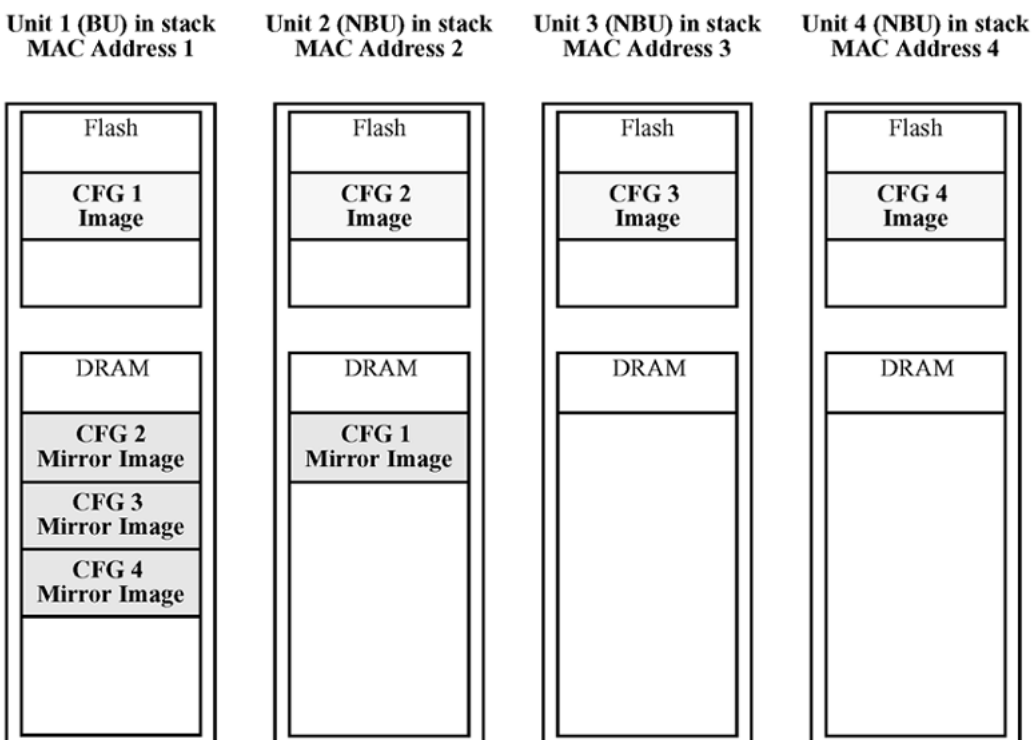 Unit 1 (BU) in stack
MAC Address 1
Unit 2 (NBU) in stack
MAC Address 2
Unit 3 (NBU) in stack
MAC Address 3
Unit 4 (NBU) in stack
MAC Address 4
Flash
CFG 1
Image
DRAM
CFG 2
Mirror Image
CFG 3
Mirror Image
CFG 4
Mirror Image
Flash
CFG 2
Image
DRAM
CFG 1
Mirror Image
Flash
CFG 3
Image
DRAM
Flash
CFG 4
Image
DRAM